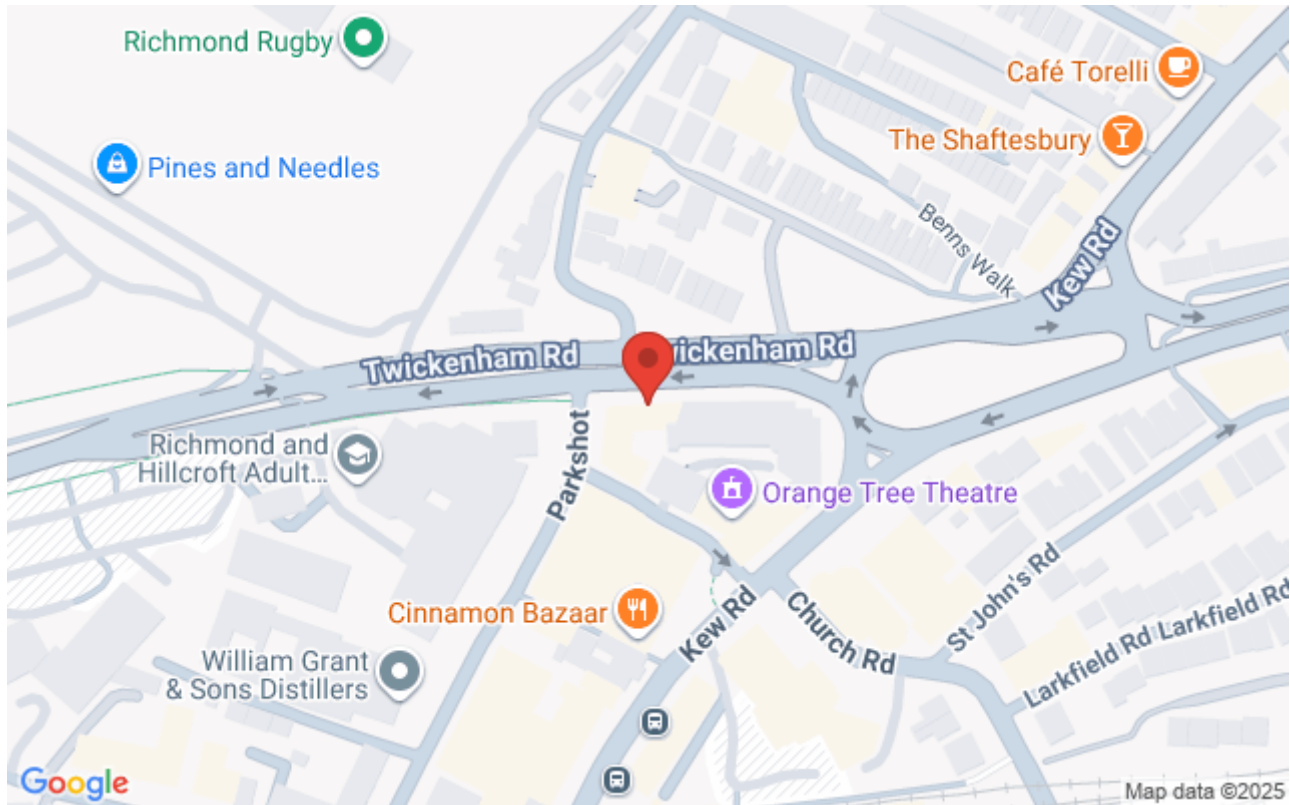 Richmond Rugby
Café Torelli
The Shaftesbury
Pines and Needles
Benns Walk
Kew Rd
Twickenham Rd
wickenham Rd
Richmond and
Hillcroft Adult...
Parkshot
Orange Tree Theatre
Cinnamon Bazaar
Kew Rd
Church Rd
St John's Rd
Larkfield Rd
Larkfield Rd
William Grant
& Sons Distillers
Google
Map data ©2025